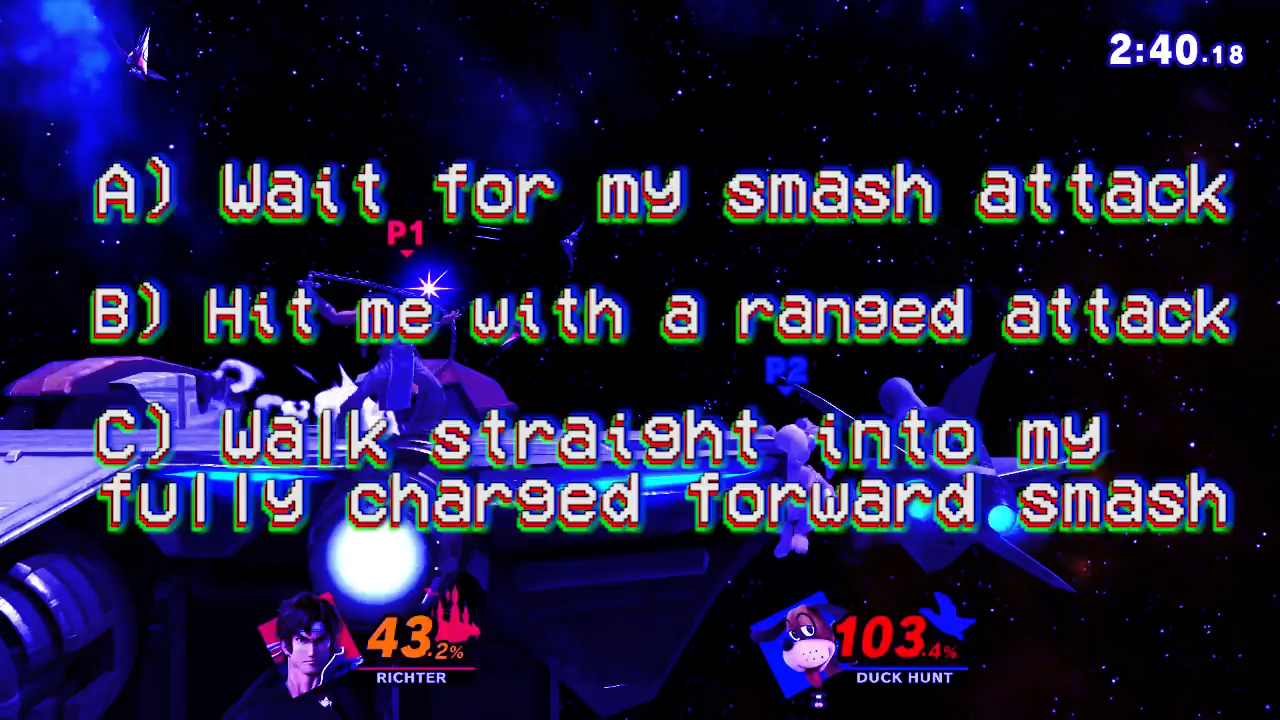 2:40.18
A) Wait for my smash attack
P1
B) Hit me with a ranged attack
P2
C) Walk straight into my
fully charged forward smash
43.2%
RICHTER
103.4%
DUCK HUNT